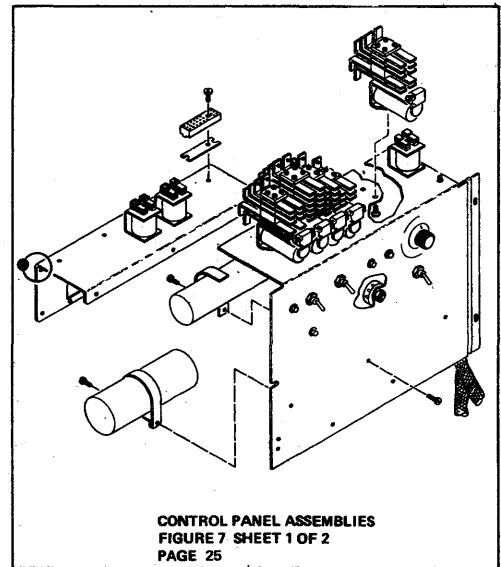 CONTROL PANEL ASSEMBLIES
FIGURE 7 SHEET 1 OF 2
PAGE 25